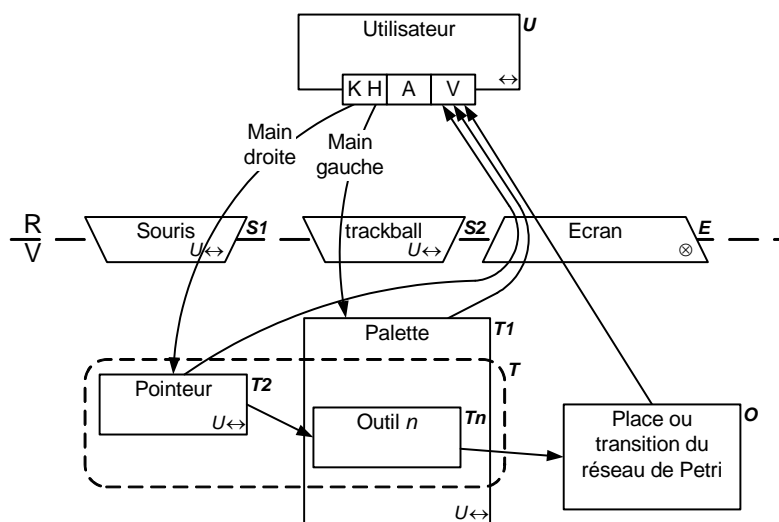 Utilisateur U
↔
K H A V
Main
droite
Main
gauche
R
V
Souris S1
U↔
trackball S2
U↔
Ecran E
⊗
Palette T1
T
Pointeur T2
U↔
Outil n Tn
Place ou O
transition du
réseau de Petri
U↔